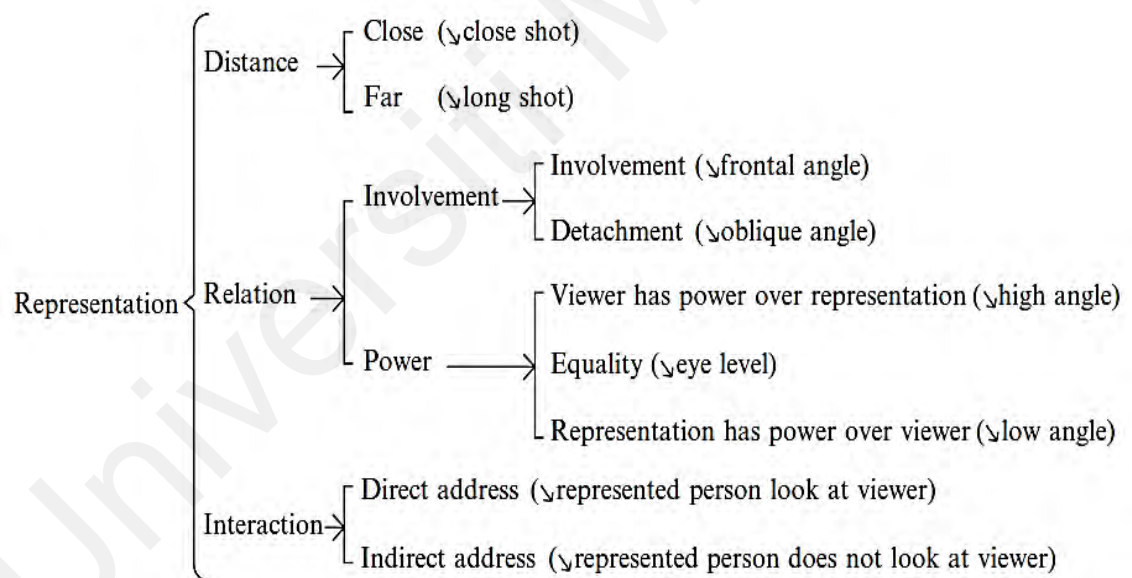 Close (↘close shot)
Distance →
Far (↘long shot)
Involvement (↘frontal angle)
Involvement →
Detachment (↘oblique angle)
Representation
Relation →
Viewer has power over representation (↘high angle)
Power →
Equality (↘eye level)
Representation has power over viewer (↘low angle)
Direct address (↘represented person look at viewer)
Interaction →
Indirect address (↘represented person does not look at viewer)
Universiti M